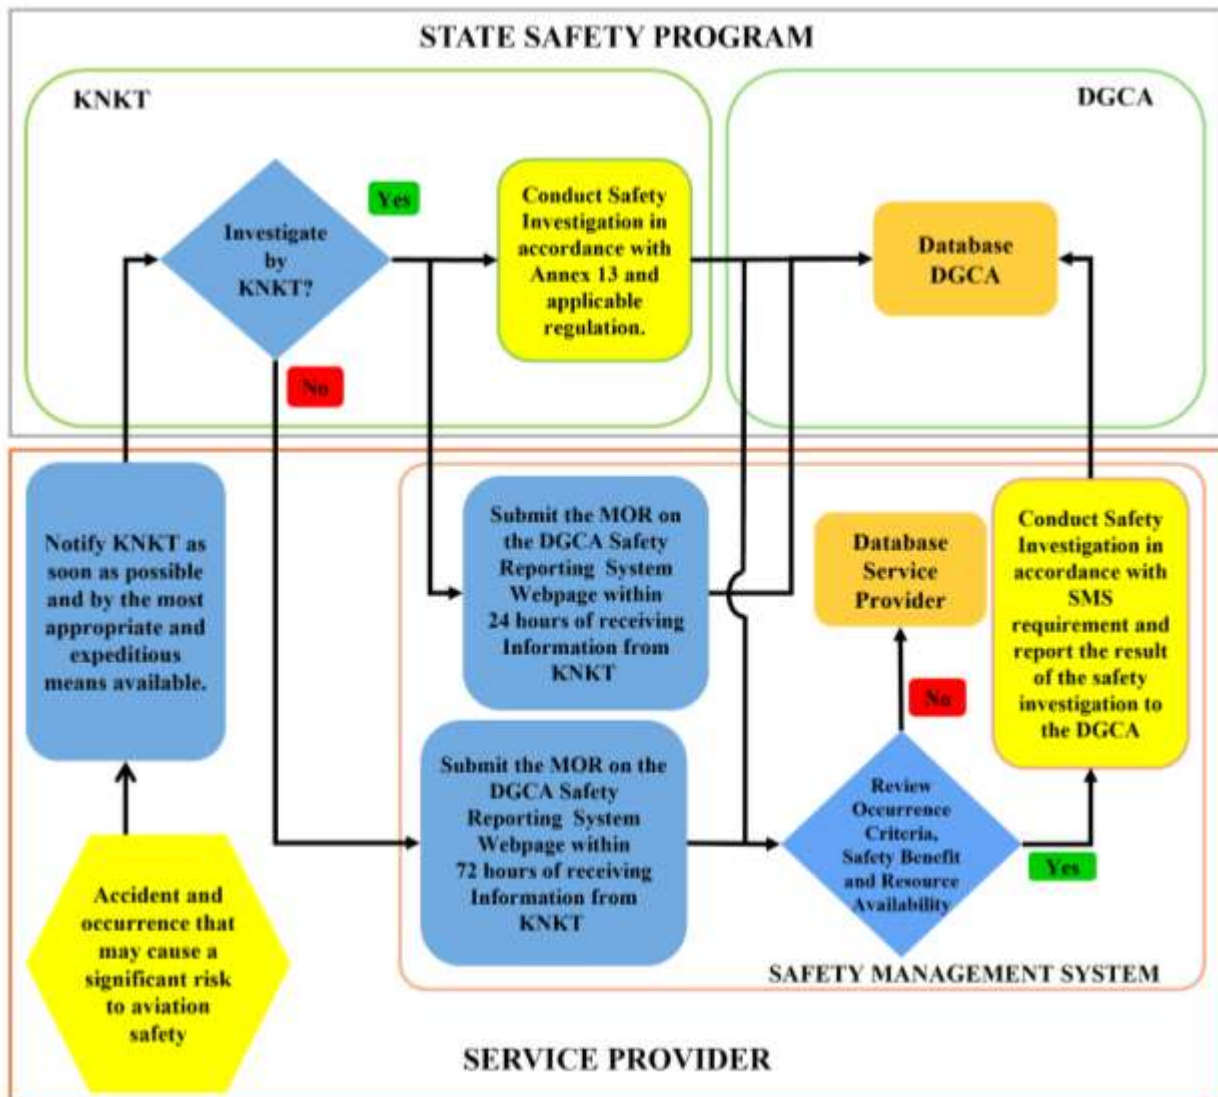 STATE SAFETY PROGRAM
KNKT
DGCA
Investigate
by
KNKT?
Yes
No
Conduct Safety
Investigation in
accordance with
Annex 13 and
applicable
regulation.
Database
DGCA
Notify KNKT as
soon as possible
and by the most
appropriate and
expeditious
means available.
Submit the MOR on
the DGCA Safety
Reporting System
Webpage within
24 hours of receiving
Information from
KNKT
Database
Service
Provider
Conduct Safety
Investigation in
accordance with
SMS
requirement and
report the result
of the safety
investigation to
the DGCA
No
Submit the MOR on the
DGCA Safety
Reporting System
Webpage within
72 hours of receiving
Information from
KNKT
Review
Occurrence
Criteria,
Safety Benefit
and Resource
Availability
Yes
Accident and
occurrence that
may cause a
significant risk
to aviation
safety
SAFETY MANAGEMENT SYSTEM
SERVICE PROVIDER